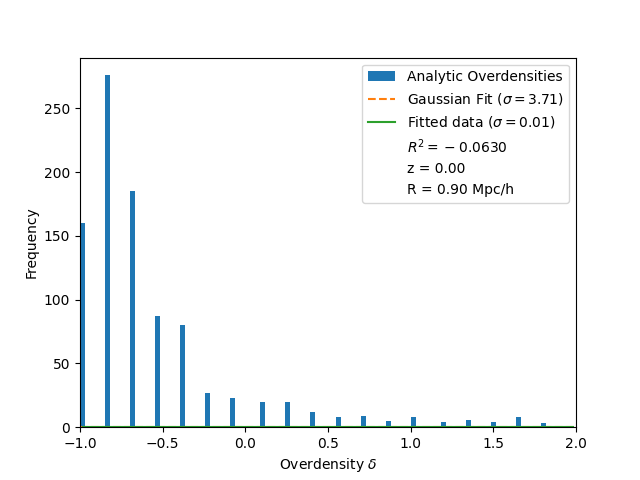 Analytic Overdensities
Gaussian Fit (σ = 3.71)
Fitted data (σ = 0.01)
R² = −0.0630
z = 0.00
R = 0.90 Mpc/h
Frequency
250
200
150
100
50
0
−1.0 −0.5 0.0 0.5 1.0 1.5 2.0
Overdensity δ